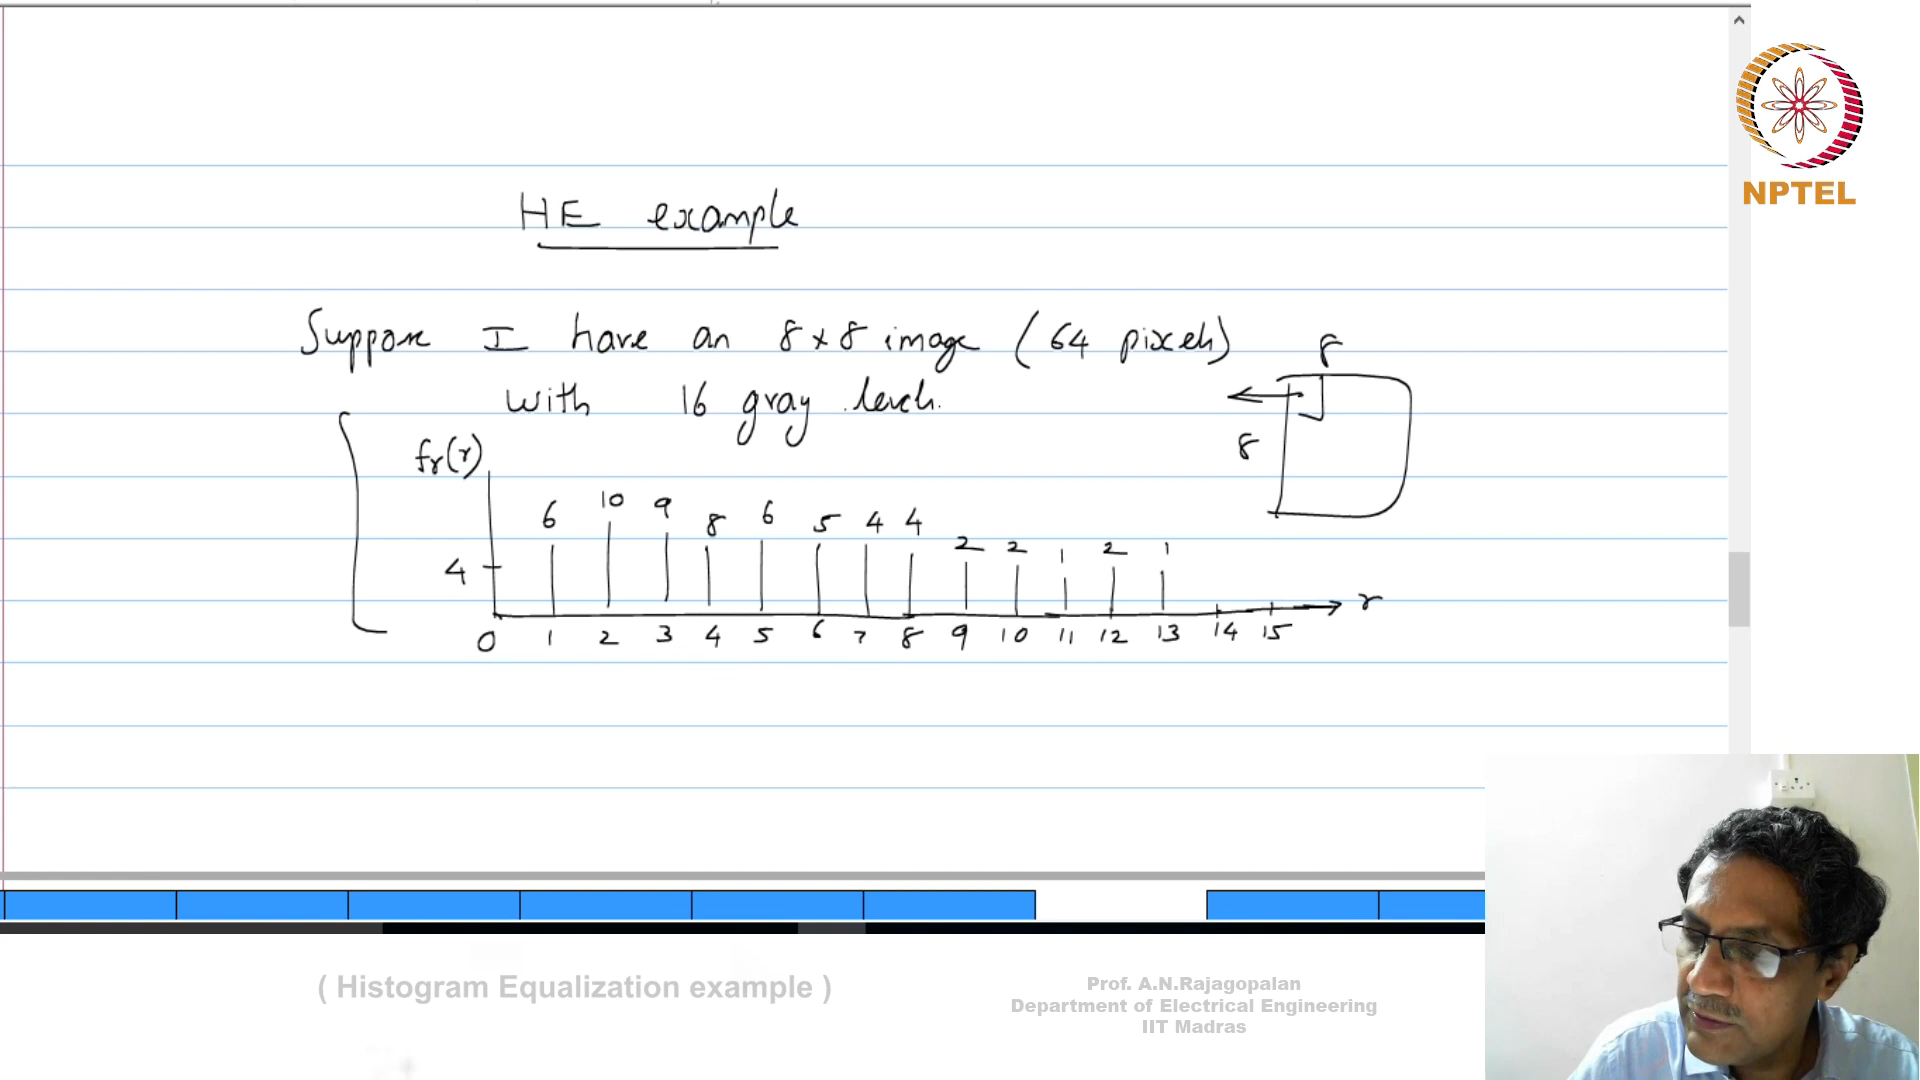 NPTEL
HE example
Suppose I have an 8 x 8 image (64 pixels)
with 16 gray levels.
8
8
fr(r)
6 10 9 8 6 5 4 4 2 2 1 2 1
4
0 1 2 3 4 5 6 7 8 9 10 11 12 13 14 15 r
( Histogram Equalization example )
Prof. A.N.Rajagopalan
Department of Electrical Engineering
IIT Madras